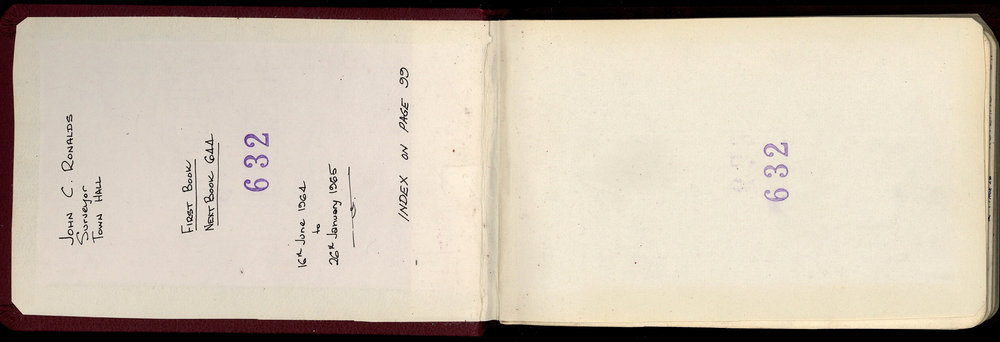 JOHN C. RONALDS
Surveyor
TOWN HALL
FIRST BOOK
NEXT BOOK 644
632
16th June 1964
to
26th January 1965
INDEX ON PAGE 99
632